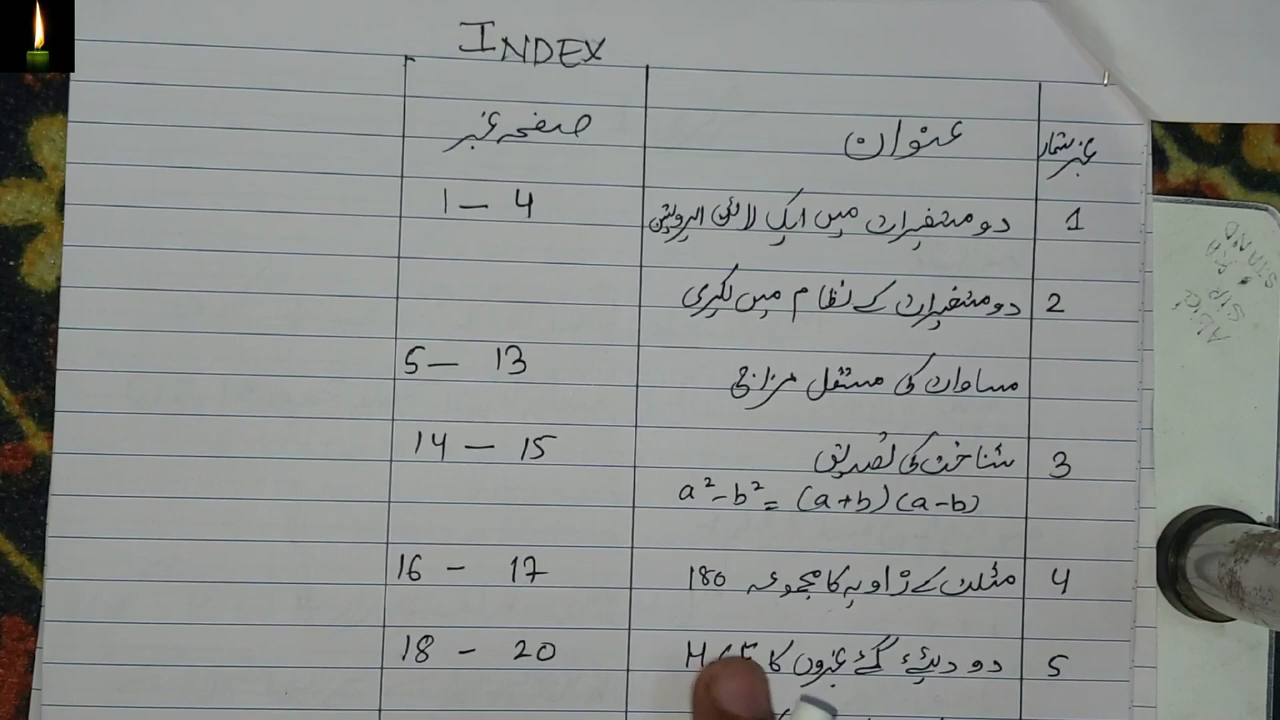 INDEX
نمبر شمار عنوان صفحہ نمبر
1 دو متغیرات میں ایک لائنی 1 – 4
2 دو متغیرات کے نظام میں لکیری
مساوات کی مستقل مزاجی 5 – 13
3 شناخت کی تصدیق 14 – 15
a²-b² = (a+b)(a-b)
4 مثلث کے زاویہ کا مجموعہ 180 16 – 17
5 دو دیئے گئے نمبروں کا 18 – 20
STAND